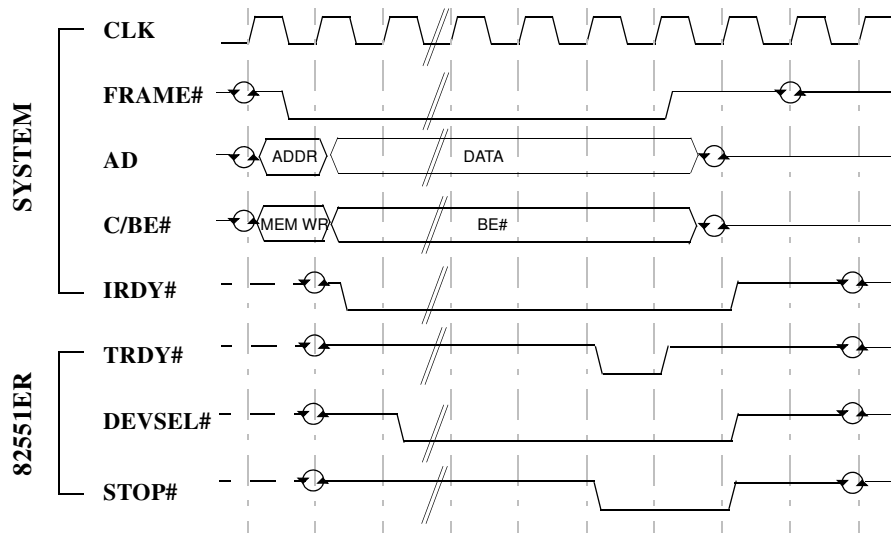 SYSTEM
CLK
FRAME#
AD
ADDR
DATA
C/BE#
MEM WR
BE#
IRDY#
82551ER
TRDY#
DEVSEL#
STOP#